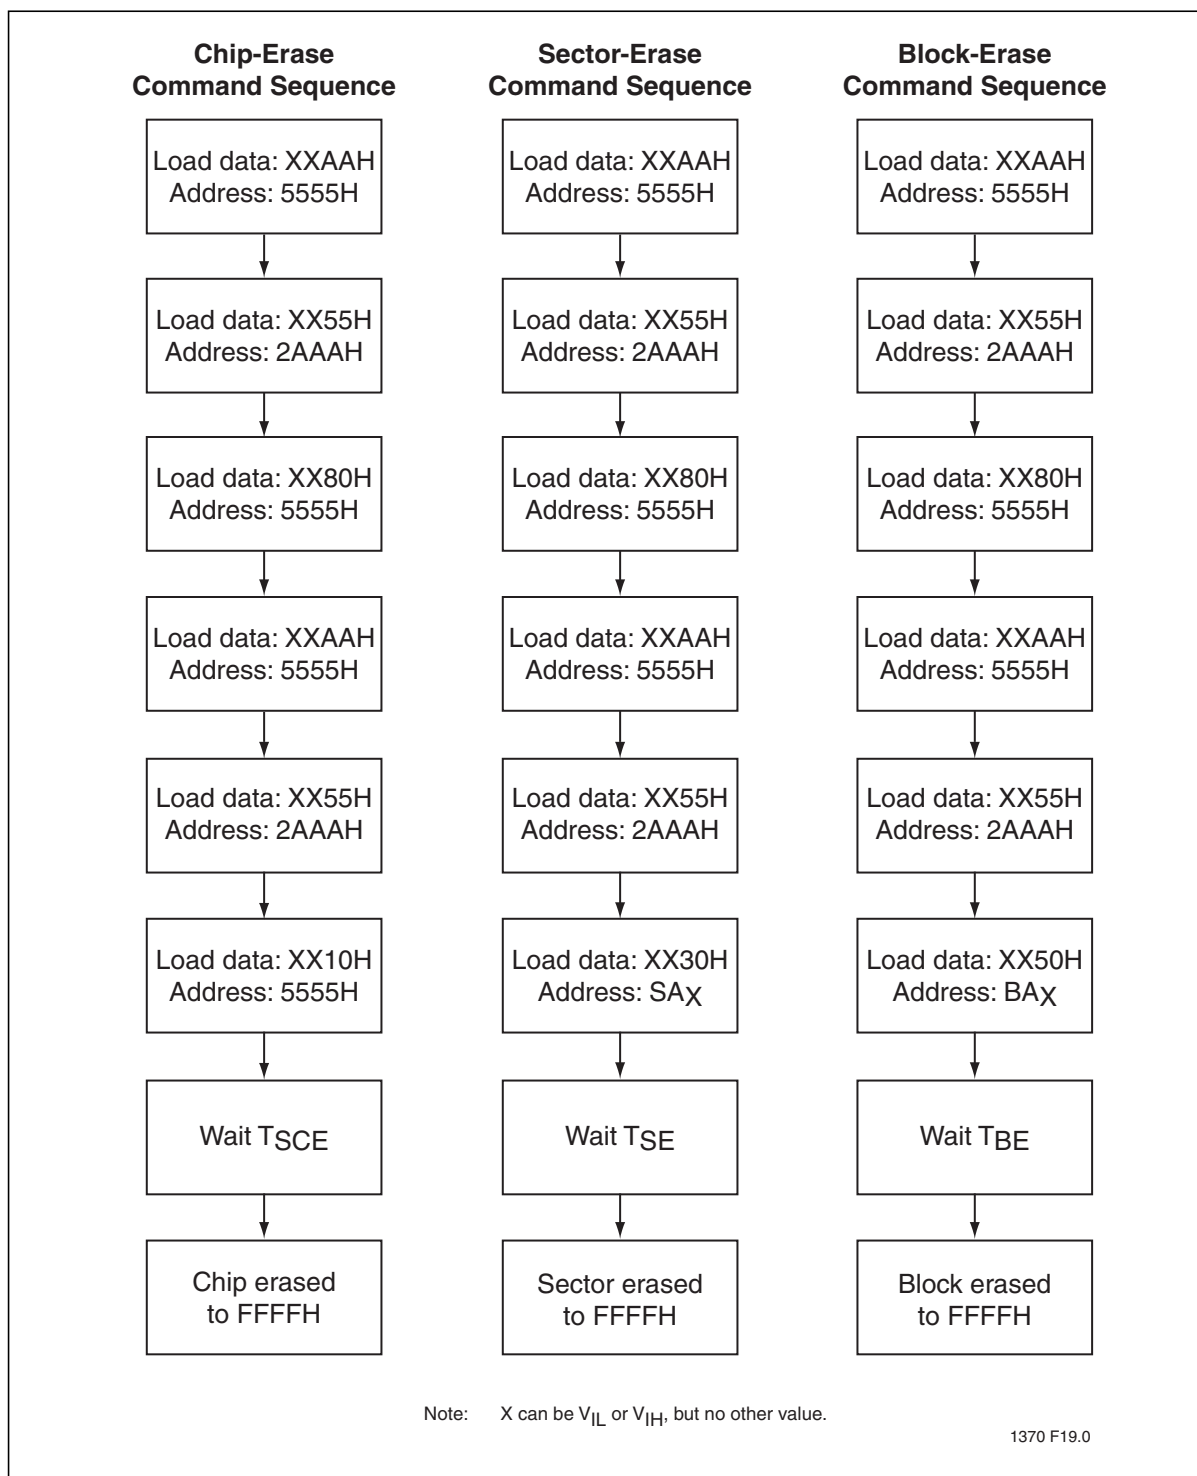 Chip-Erase
Command Sequence
Load data: XXAAH
Address: 5555H
Load data: XX55H
Address: 2AAAH
Load data: XX80H
Address: 5555H
Load data: XXAAH
Address: 5555H
Load data: XX55H
Address: 2AAAH
Load data: XX10H
Address: 5555H
Wait TSCE
Chip erased
to FFFFH
Sector-Erase
Command Sequence
Load data: XXAAH
Address: 5555H
Load data: XX55H
Address: 2AAAH
Load data: XX80H
Address: 5555H
Load data: XXAAH
Address: 5555H
Load data: XX55H
Address: 2AAAH
Load data: XX30H
Address: SAX
Wait TSE
Sector erased
to FFFFH
Block-Erase
Command Sequence
Load data: XXAAH
Address: 5555H
Load data: XX55H
Address: 2AAAH
Load data: XX80H
Address: 5555H
Load data: XXAAH
Address: 5555H
Load data: XX55H
Address: 2AAAH
Load data: XX50H
Address: BAX
Wait TBE
Block erased
to FFFFH
Note: X can be VIL or VIH, but no other value.
1370 F19.0